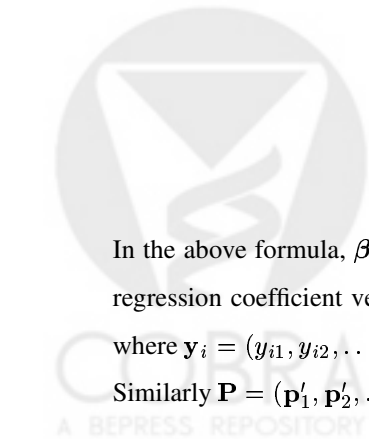 In the above formula, β
regression coefficient ve
where y_i = (y_{i1}, y_{i2}, . .
Similarly P = (p′_1, p′_2, .
COBRA
A BEPRESS REPOSITORY